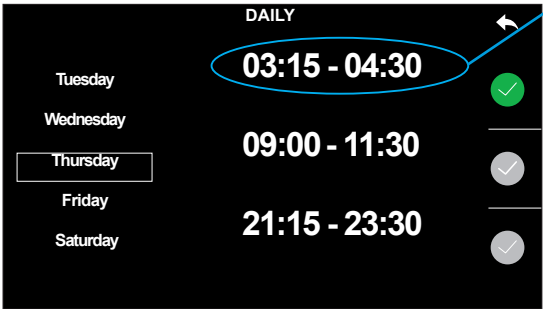 DAILY
Tuesday
Wednesday
Thursday
Friday
Saturday
03:15 - 04:30
09:00 - 11:30
21:15 - 23:30